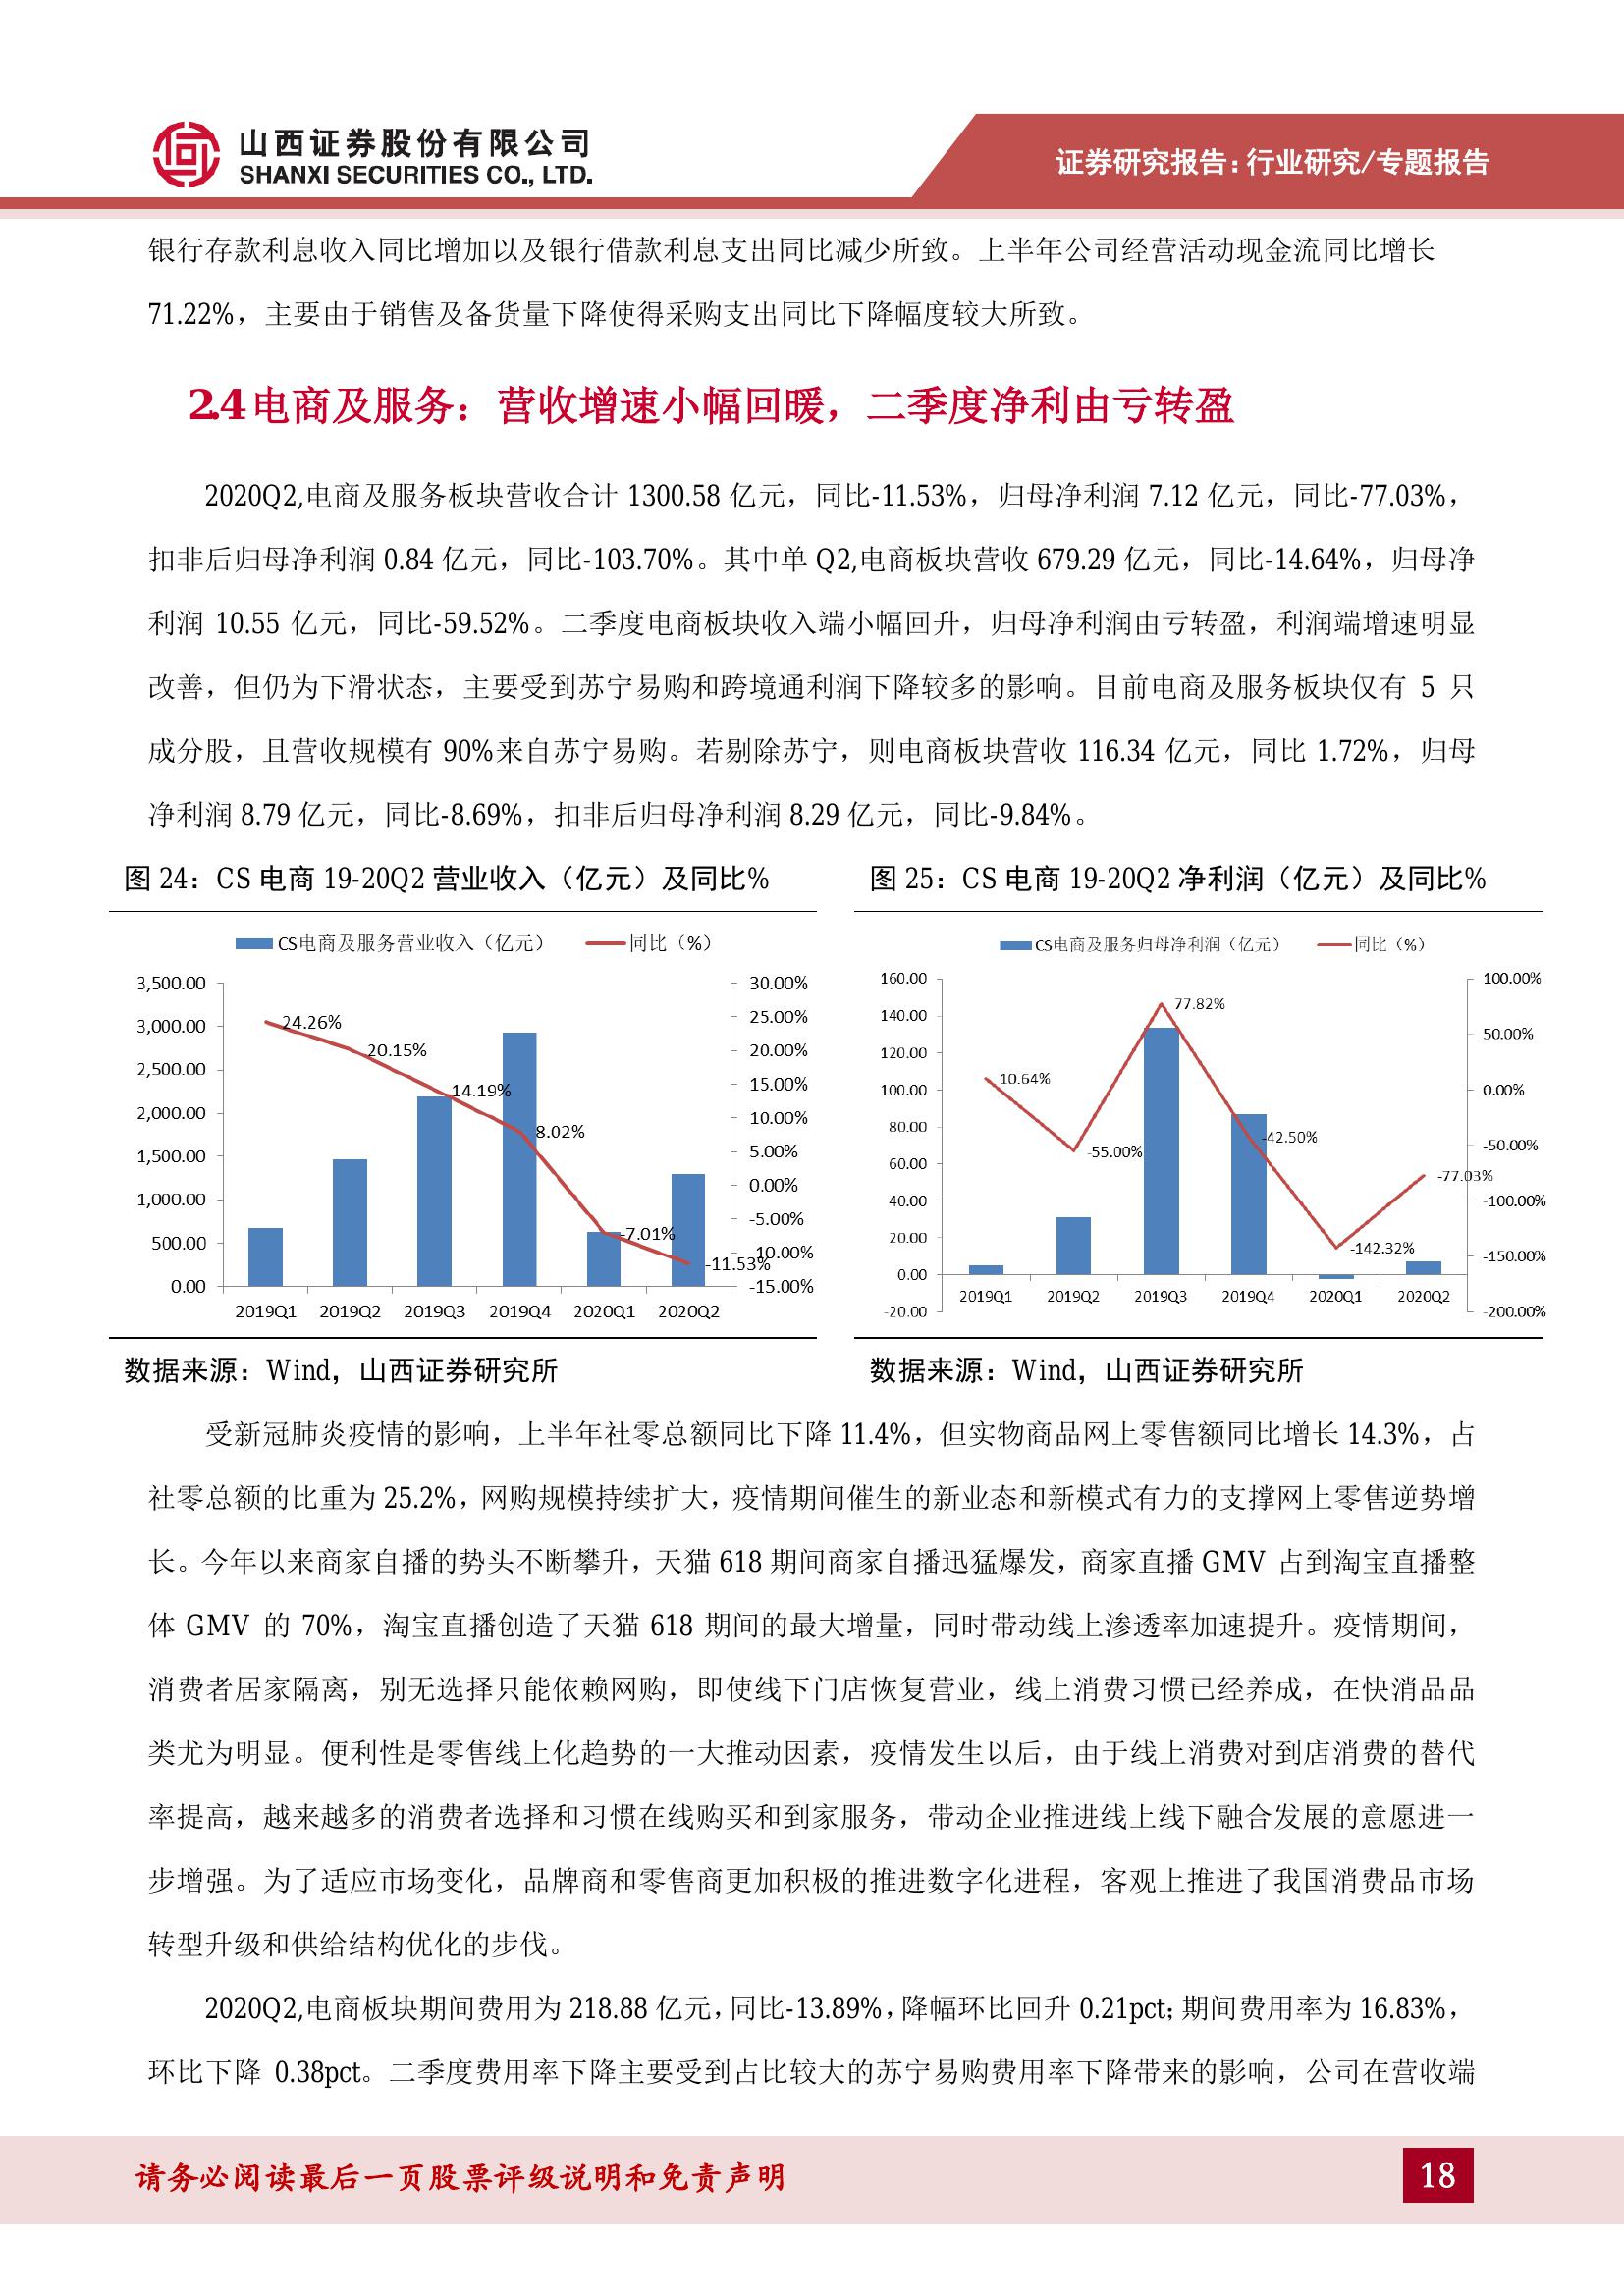 山西证券股份有限公司
SHANXI SECURITIES CO., LTD.
证券研究报告：行业研究/专题报告
银行存款利息收入同比增加以及银行借款利息支出同比减少所致。上半年公司经营活动现金流同比增长
71.22%，主要由于销售及备货量下降使得采购支出同比下降幅度较大所致。
2.4 电商及服务：营收增速小幅回暖，二季度净利由亏转盈
2020Q2,电商及服务板块营收合计 1300.58 亿元，同比-11.53%，归母净利润 7.12 亿元，同比-77.03%，
扣非后归母净利润 0.84 亿元，同比-103.70%。其中单 Q2,电商板块营收 679.29 亿元，同比-14.64%，归母净
利润 10.55 亿元，同比-59.52%。二季度电商板块收入端小幅回升，归母净利润由亏转盈，利润端增速明显
改善，但仍为下滑状态，主要受到苏宁易购和跨境通利润下降较多的影响。目前电商及服务板块仅有 5 只
成分股，且营收规模有 90%来自苏宁易购。若剔除苏宁，则电商板块营收 116.34 亿元，同比 1.72%，归母
净利润 8.79 亿元，同比-8.69%，扣非后归母净利润 8.29 亿元，同比-9.84%。
图 24：CS 电商 19-20Q2 营业收入（亿元）及同比%
CS电商及服务营业收入（亿元） 同比（%）
3,500.00
3,000.00
2,500.00
2,000.00
1,500.00
1,000.00
500.00
0.00
24.26%
20.15%
14.19%
8.02%
-7.01%
-11.53%
30.00%
25.00%
20.00%
15.00%
10.00%
5.00%
0.00%
-5.00%
-10.00%
-15.00%
2019Q1 2019Q2 2019Q3 2019Q4 2020Q1 2020Q2
数据来源：Wind，山西证券研究所
图 25：CS 电商 19-20Q2 净利润（亿元）及同比%
CS电商及服务归母净利润（亿元） 同比（%）
160.00
140.00
120.00
100.00
80.00
60.00
40.00
20.00
0.00
-20.00
10.64%
-55.00%
77.82%
-42.50%
-142.32%
-77.03%
100.00%
50.00%
0.00%
-50.00%
-100.00%
-150.00%
-200.00%
2019Q1 2019Q2 2019Q3 2019Q4 2020Q1 2020Q2
数据来源：Wind，山西证券研究所
受新冠肺炎疫情的影响，上半年社零总额同比下降 11.4%，但实物商品网上零售额同比增长 14.3%，占
社零总额的比重为 25.2%，网购规模持续扩大，疫情期间催生的新业态和新模式有力的支撑网上零售逆势增
长。今年以来商家自播的势头不断攀升，天猫 618 期间商家自播迅猛爆发，商家直播 GMV 占到淘宝直播整
体 GMV 的 70%，淘宝直播创造了天猫 618 期间的最大增量，同时带动线上渗透率加速提升。疫情期间，
消费者居家隔离，别无选择只能依赖网购，即使线下门店恢复营业，线上消费习惯已经养成，在快消品品
类尤为明显。便利性是零售线上化趋势的一大推动因素，疫情发生以后，由于线上消费对到店消费的替代
率提高，越来越多的消费者选择和习惯在线购买和到家服务，带动企业推进线上线下融合发展的意愿进一
步增强。为了适应市场变化，品牌商和零售商更加积极的推进数字化进程，客观上推进了我国消费品市场
转型升级和供给结构优化的步伐。
2020Q2,电商板块期间费用为 218.88 亿元，同比-13.89%，降幅环比回升 0.21pct；期间费用率为 16.83%，
环比下降 0.38pct。二季度费用率下降主要受到占比较大的苏宁易购费用率下降带来的影响，公司在营收端
请务必阅读最后一页股票评级说明和免责声明
18